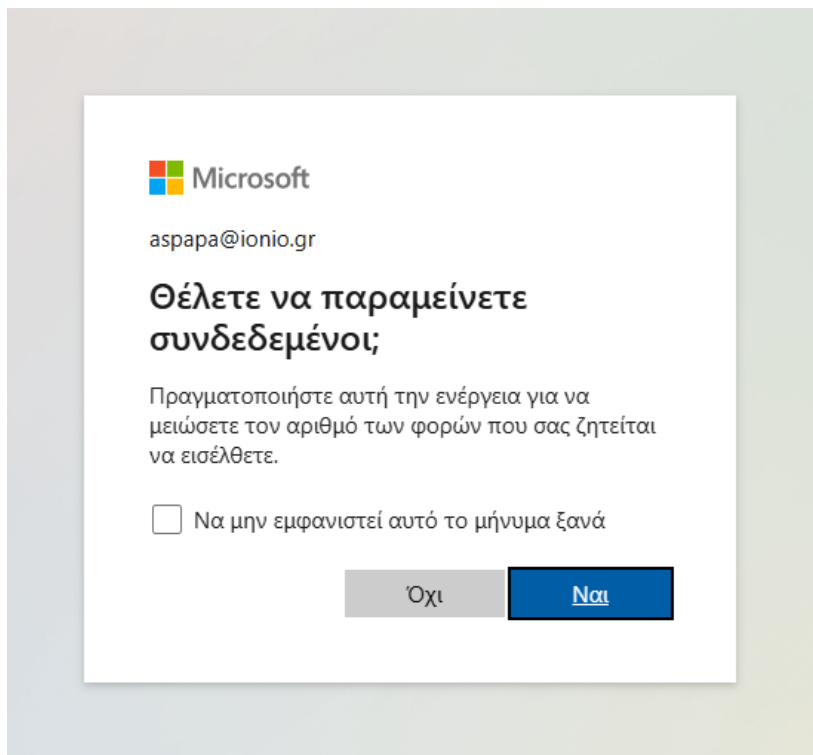 Microsoft
aspapa@ionio.gr
Θέλετε να παραμείνετε
συνδεδεμένοι;
Πραγματοποιήστε αυτή την ενέργεια για να
μειώσετε τον αριθμό των φορών που σας ζητείται
να εισέλθετε.
Να μην εμφανιστεί αυτό το μήνυμα ξανά
Όχι Ναι